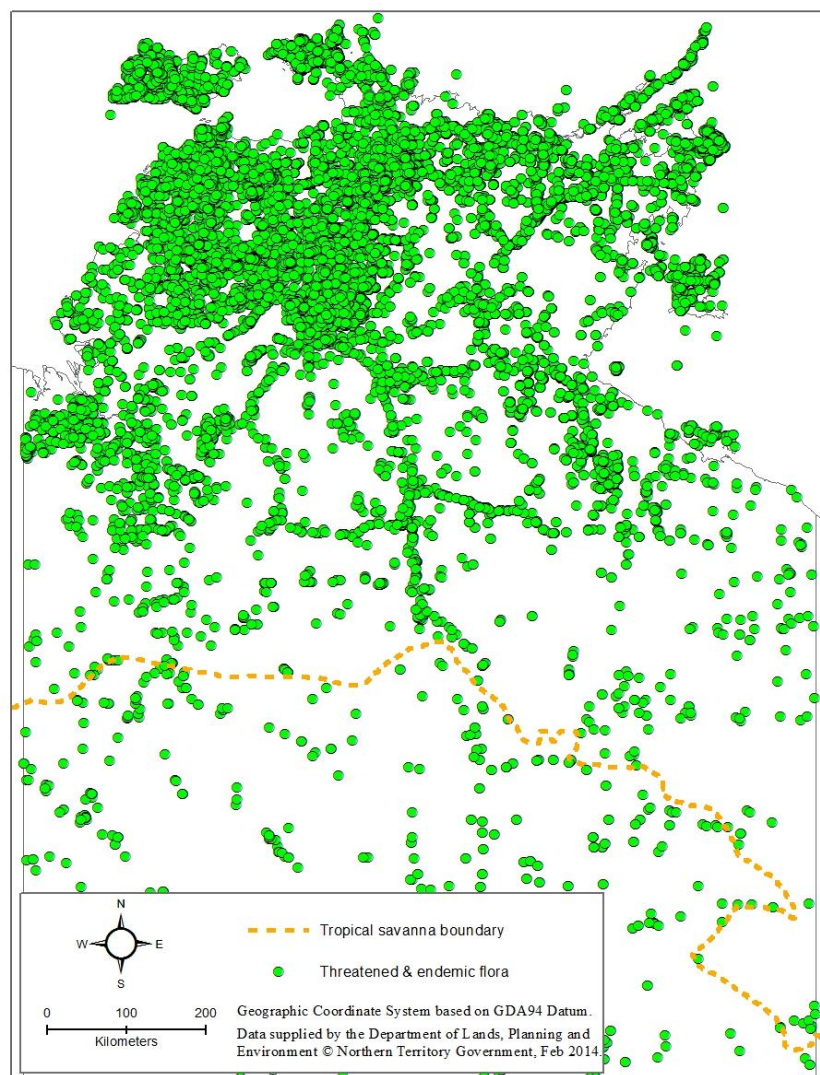 N
W E
S
0 100 200
Kilometers
Tropical savanna boundary
Threatened & endemic flora
Geographic Coordinate System based on GDA94 Datum.
Data supplied by the Department of Lands, Planning and
Environment © Northern Territory Government, Feb 2014.